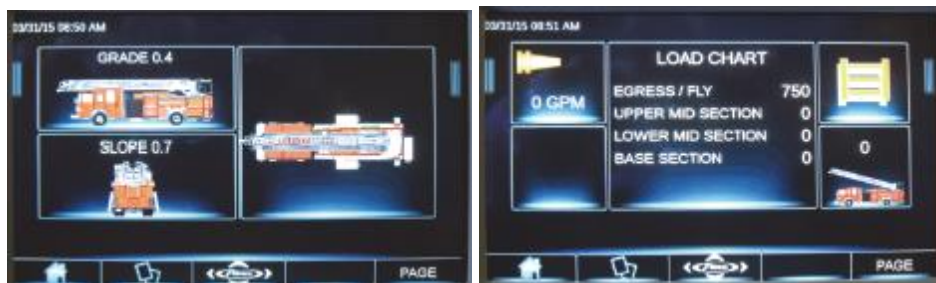 03/31/15 08:50 AM
GRADE 0.4
SLOPE 0.7
PAGE
03/31/15 08:51 AM
LOAD CHART
0 GPM
EGRESS / FLY 750
UPPER MID SECTION 0
LOWER MID SECTION 0
BASE SECTION 0
0
PAGE